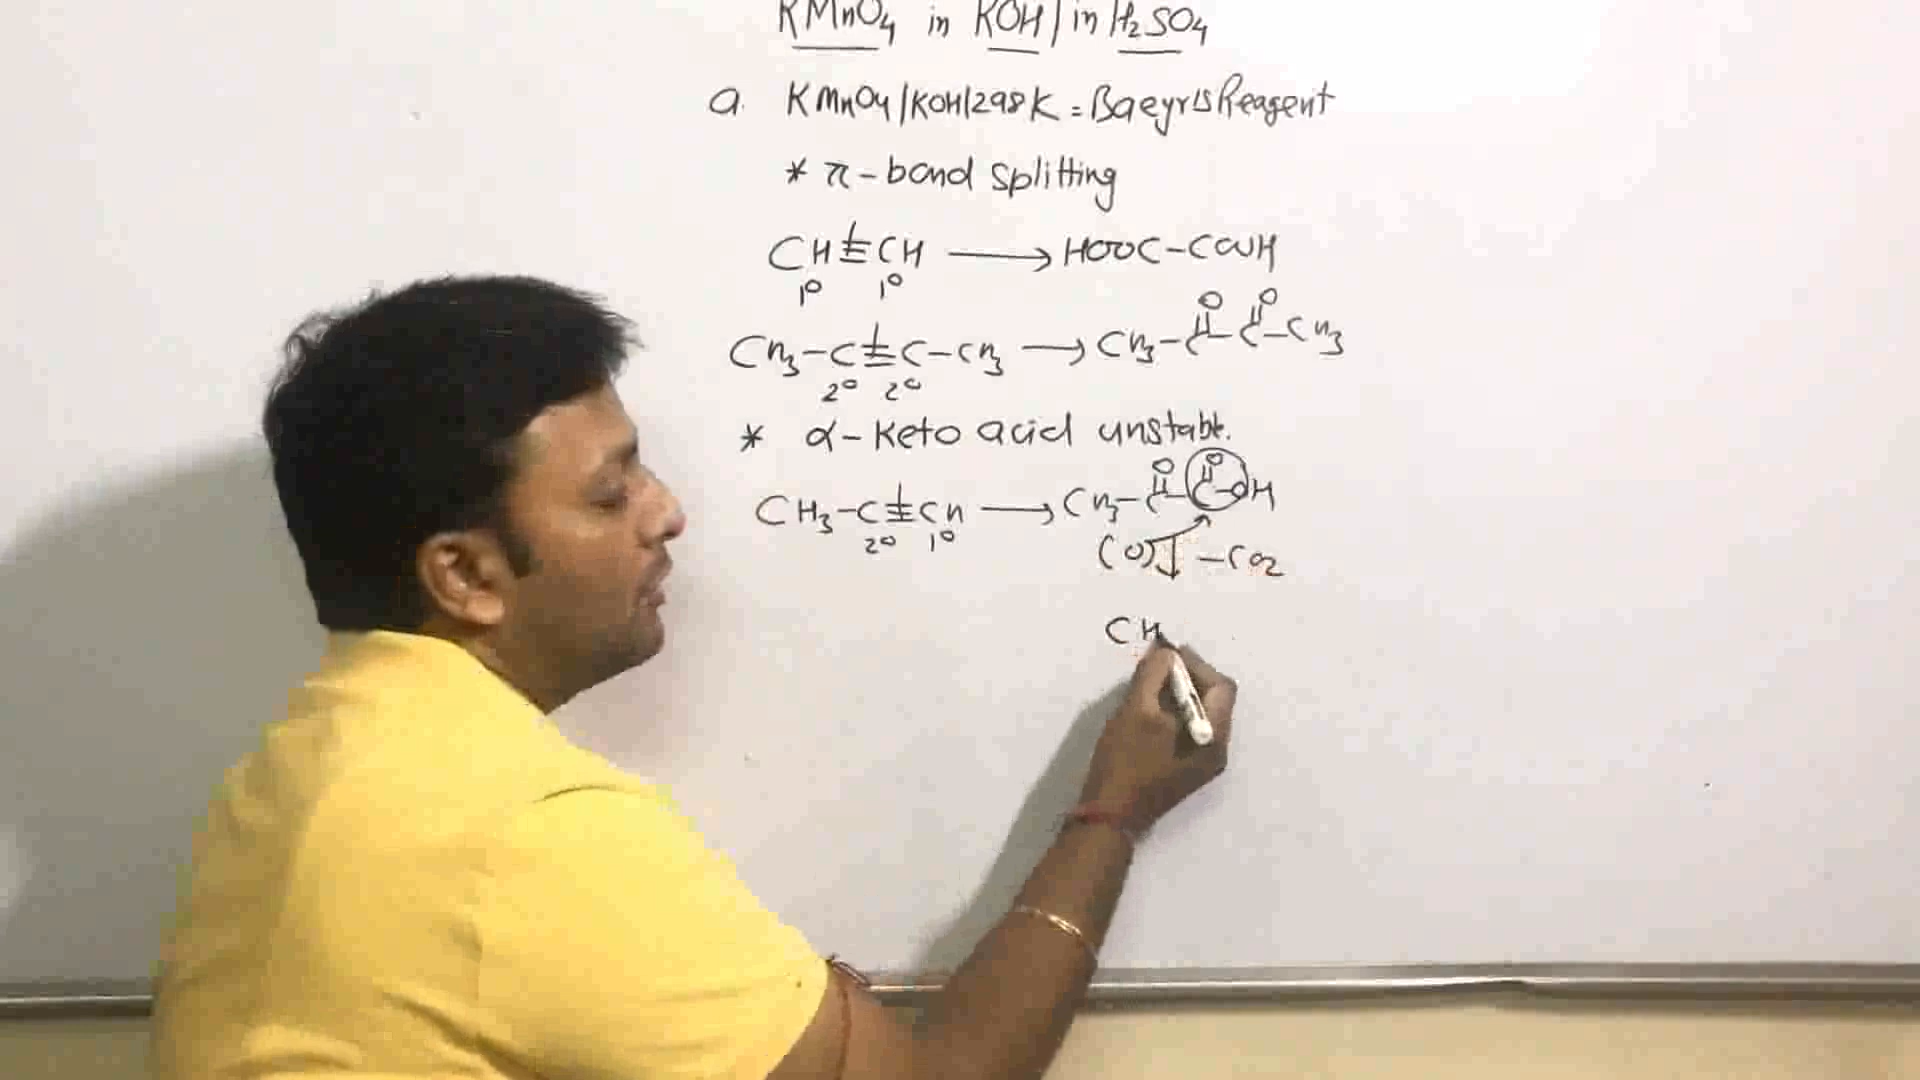 KMnO4 in KOH / in H2SO4
a. KMnO4/KOH/298K = Baeyr's Reagent
* π-bond splitting
CH≡CH → HOOC-COOH
1° 1°
O O
CH3-C≡C-CH3 → CH3-C-C-CH3
2° 2°
* α-Keto acid unstable.
O O
CH3-C≡CH → CH3-C-C-OH
2° 1°
(O)↓ -CO2
CH